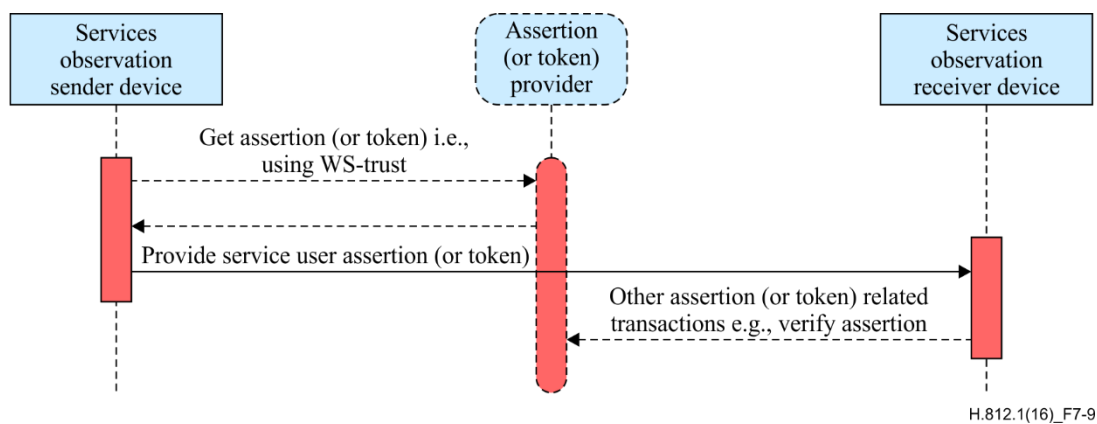 Services
observation
sender device
Assertion
(or token)
provider
Services
observation
receiver device
Get assertion (or token) i.e.,
using WS-trust
Provide service user assertion (or token)
Other assertion (or token) related
transactions e.g., verify assertion
H.812.1(16)_F7-9